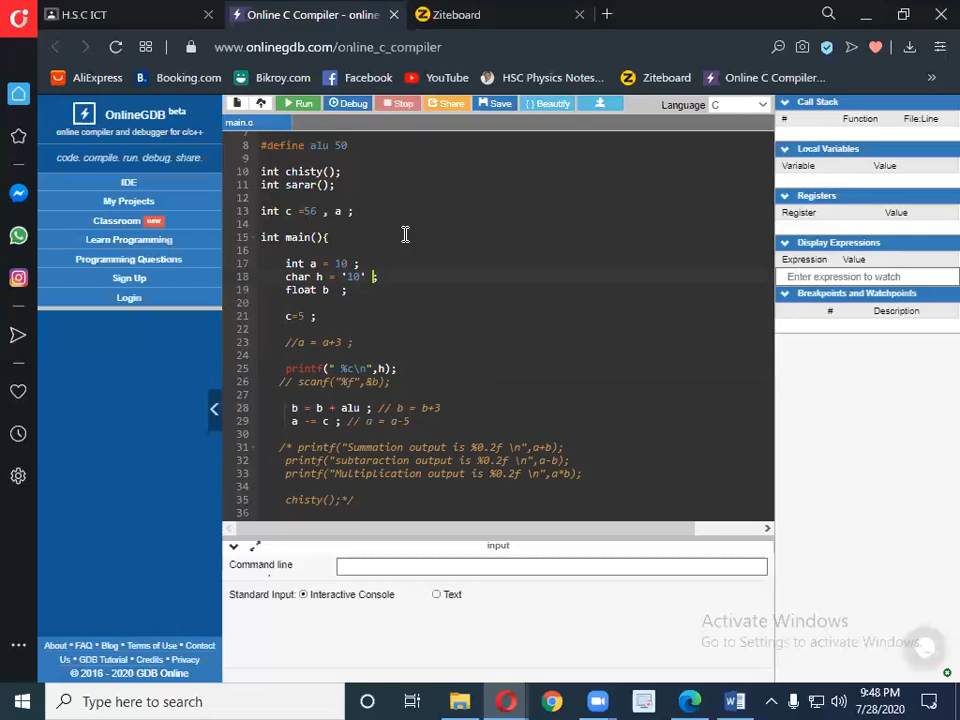 H.S.C ICT
Online C Compiler - online
Ziteboard
www.onlinegdb.com/online_c_compiler
AliExpress
Booking.com
Bikroy.com
Facebook
YouTube
HSC Physics Notes...
Ziteboard
Online C Compiler...
OnlineGDB beta
online compiler and debugger for c/c++
code. compile. run. debug. share.
IDE
My Projects
Classroom new
Learn Programming
Programming Questions
Sign Up
Login
About • FAQ • Blog • Terms of Use • Contact
Us • GDB Tutorial • Credits • Privacy
© 2016 - 2020 GDB Online
Run
Debug
Stop
Share
Save
{ } Beautify
Language C
main.c
7
8 #define alu 50
9
10 int chisty();
11 int sarar();
12
13 int c =56 , a ;
14
15 int main(){
16
17 int a = 10 ;
18 char h = '10' ;
19 float b ;
20
21 c=5 ;
22
23 //a = a+3 ;
24
25 printf(" %c\n",h);
26 // scanf("%f",&b);
27
28 b = b + alu ; // b = b+3
29 a -= c ; // a = a-5
30
31 /* printf("Summation output is %0.2f \n",a+b);
32 printf("subtaraction output is %0.2f \n",a-b);
33 printf("Multiplication output is %0.2f \n",a*b);
34
35 chisty();*/
36
input
Command line
Standard Input: Interactive Console Text
Call Stack
# Function File:Line
Local Variables
Variable Value
Registers
Register Value
Display Expressions
Expression Value
Enter expression to watch
Breakpoints and Watchpoints
# Description
Activate Windows
Go to Settings to activate Windows.
Type here to search
9:48 PM
7/28/2020